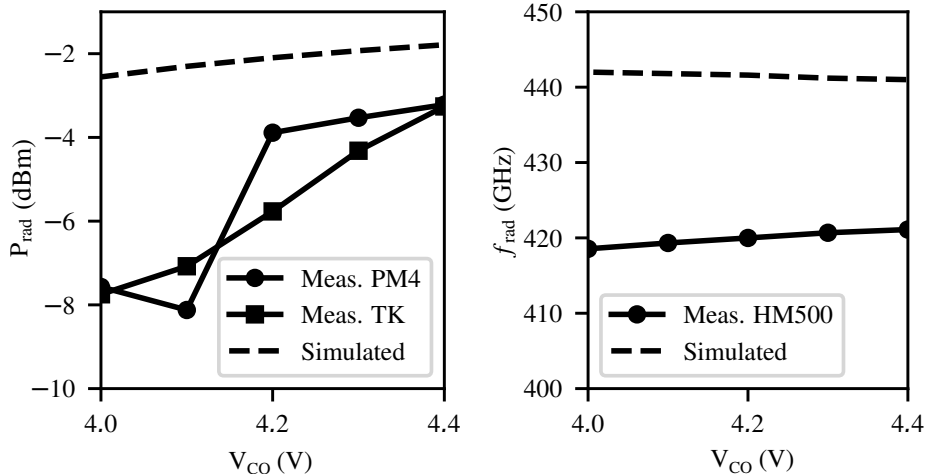 −2
−4
−6
−8
−10
P_rad (dBm)
Meas. PM4
Meas. TK
Simulated
4.0
4.2
4.4
V_CO (V)
450
440
430
420
410
400
f_rad (GHz)
Meas. HM500
Simulated
4.0
4.2
4.4
V_CO (V)